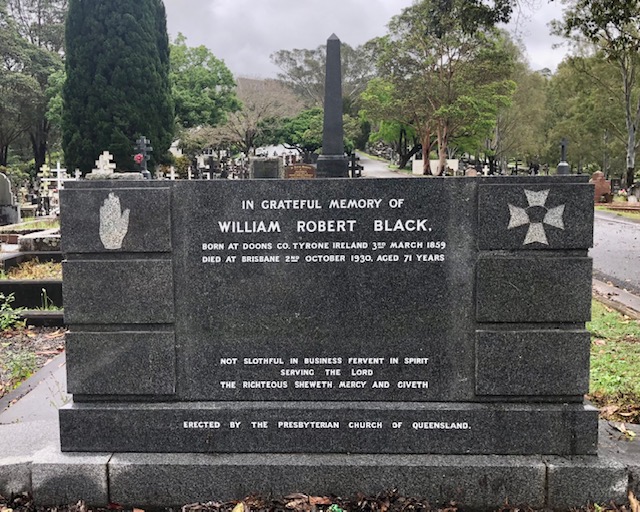 IN GRATEFUL MEMORY OF
WILLIAM ROBERT BLACK.
BORN AT DOONS CO. TYRONE IRELAND 3RD MARCH 1859
DIED AT BRISBANE 2ND OCTOBER 1930, AGED 71 YEARS
NOT SLOTHFUL IN BUSINESS FERVENT IN SPIRIT
SERVING THE LORD
THE RIGHTEOUS SHEWETH MERCY AND GIVETH
ERECTED BY THE PRESBYTERIAN CHURCH OF QUEENSLAND.